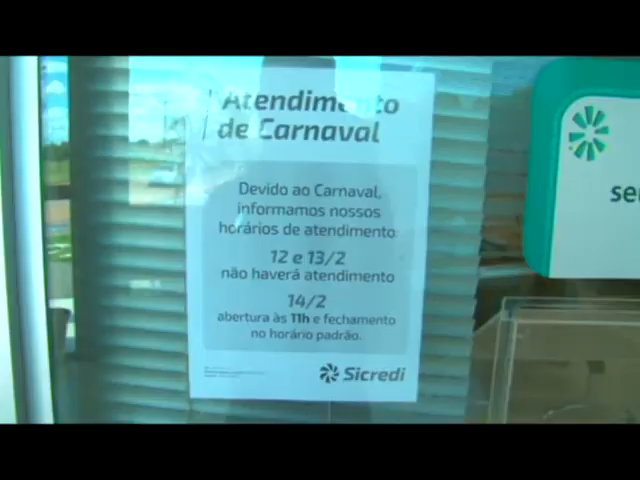 Atendimento
de Carnaval
Devido ao Carnaval,
informamos nossos
horários de atendimento:
12 e 13/2
não haverá atendimento
14/2
abertura às 11h e fechamento
no horário padrão.
Sicredi